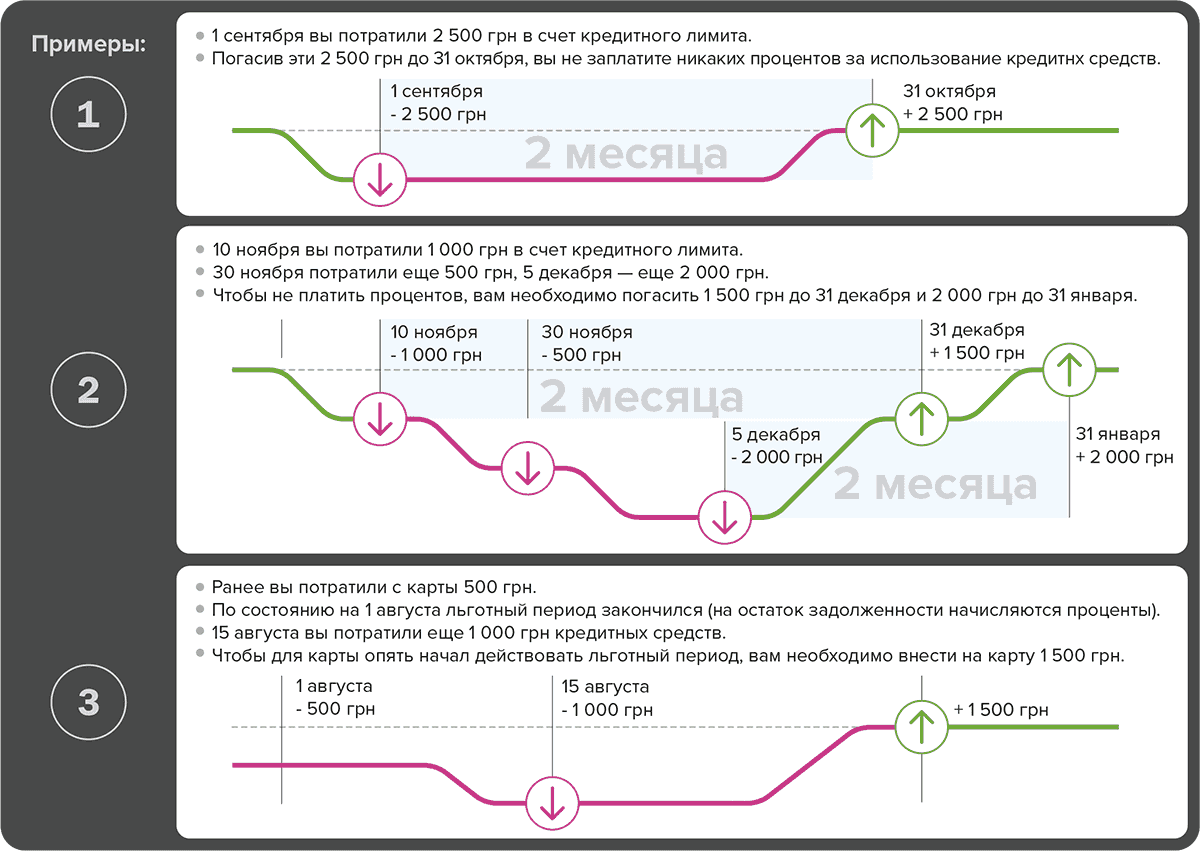 Примеры:
1
• 1 сентября вы потратили 2 500 грн в счет кредитного лимита.
• Погасив эти 2 500 грн до 31 октября, вы не заплатите никаких процентов за использование кредитнх средств.
1 сентября
- 2 500 грн
31 октября
+ 2 500 грн
2 месяца
2
• 10 ноября вы потратили 1 000 грн в счет кредитного лимита.
• 30 ноября потратили еще 500 грн, 5 декабря — еще 2 000 грн.
• Чтобы не платить процентов, вам необходимо погасить 1 500 грн до 31 декабря и 2 000 грн до 31 января.
10 ноября
- 1 000 грн
30 ноября
- 500 грн
31 декабря
+ 1 500 грн
2 месяца
5 декабря
- 2 000 грн
31 января
+ 2 000 грн
2 месяца
3
• Ранее вы потратили с карты 500 грн.
• По состоянию на 1 августа льготный период закончился (на остаток задолженности начисляются проценты).
• 15 августа вы потратили еще 1 000 грн кредитных средств.
• Чтобы для карты опять начал действовать льготный период, вам необходимо внести на карту 1 500 грн.
1 августа
- 500 грн
15 августа
- 1 000 грн
+ 1 500 грн